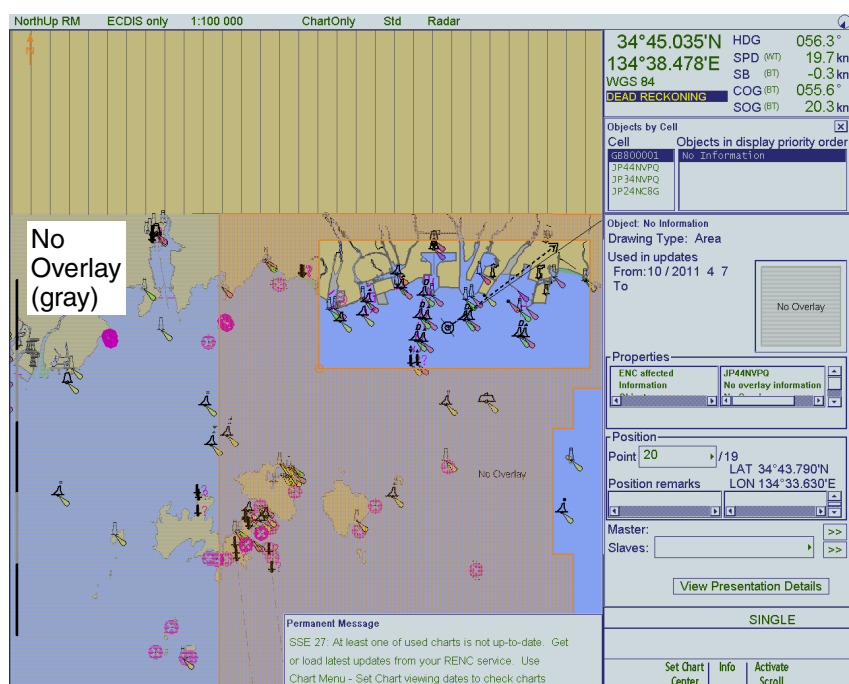 NorthUp RM ECDIS only 1:100 000 ChartOnly Std Radar
N
34°45.035'N
134°38.478'E
WGS 84
DEAD RECKONING
HDG 056.3°
SPD (WT) 19.7 kn
SB (BT) -0.3 kn
COG (BT) 055.6°
SOG (BT) 20.3 kn
Objects by Cell
Cell Objects in display priority order
GB800001 No Information
JP44NVPQ
JP34NVPQ
JP24NC8G
Object: No Information
Drawing Type: Area
Used in updates
From:10 / 2011 4 7
To
No Overlay
Properties
ENC affected JP44NVPQ
Information No overlay information
Position
Point 20 / 19
LAT 34°43.790'N
Position remarks LON 134°33.630'E
Master: >>
Slaves: >>
View Presentation Details
SINGLE
Set Chart Center
Info
Activate Scroll
No
Overlay
(gray)
No Overlay
Permanent Message
SSE 27: At least one of used charts is not up-to-date. Get
or load latest updates from your RENC service. Use
Chart Menu - Set Chart viewing dates to check charts